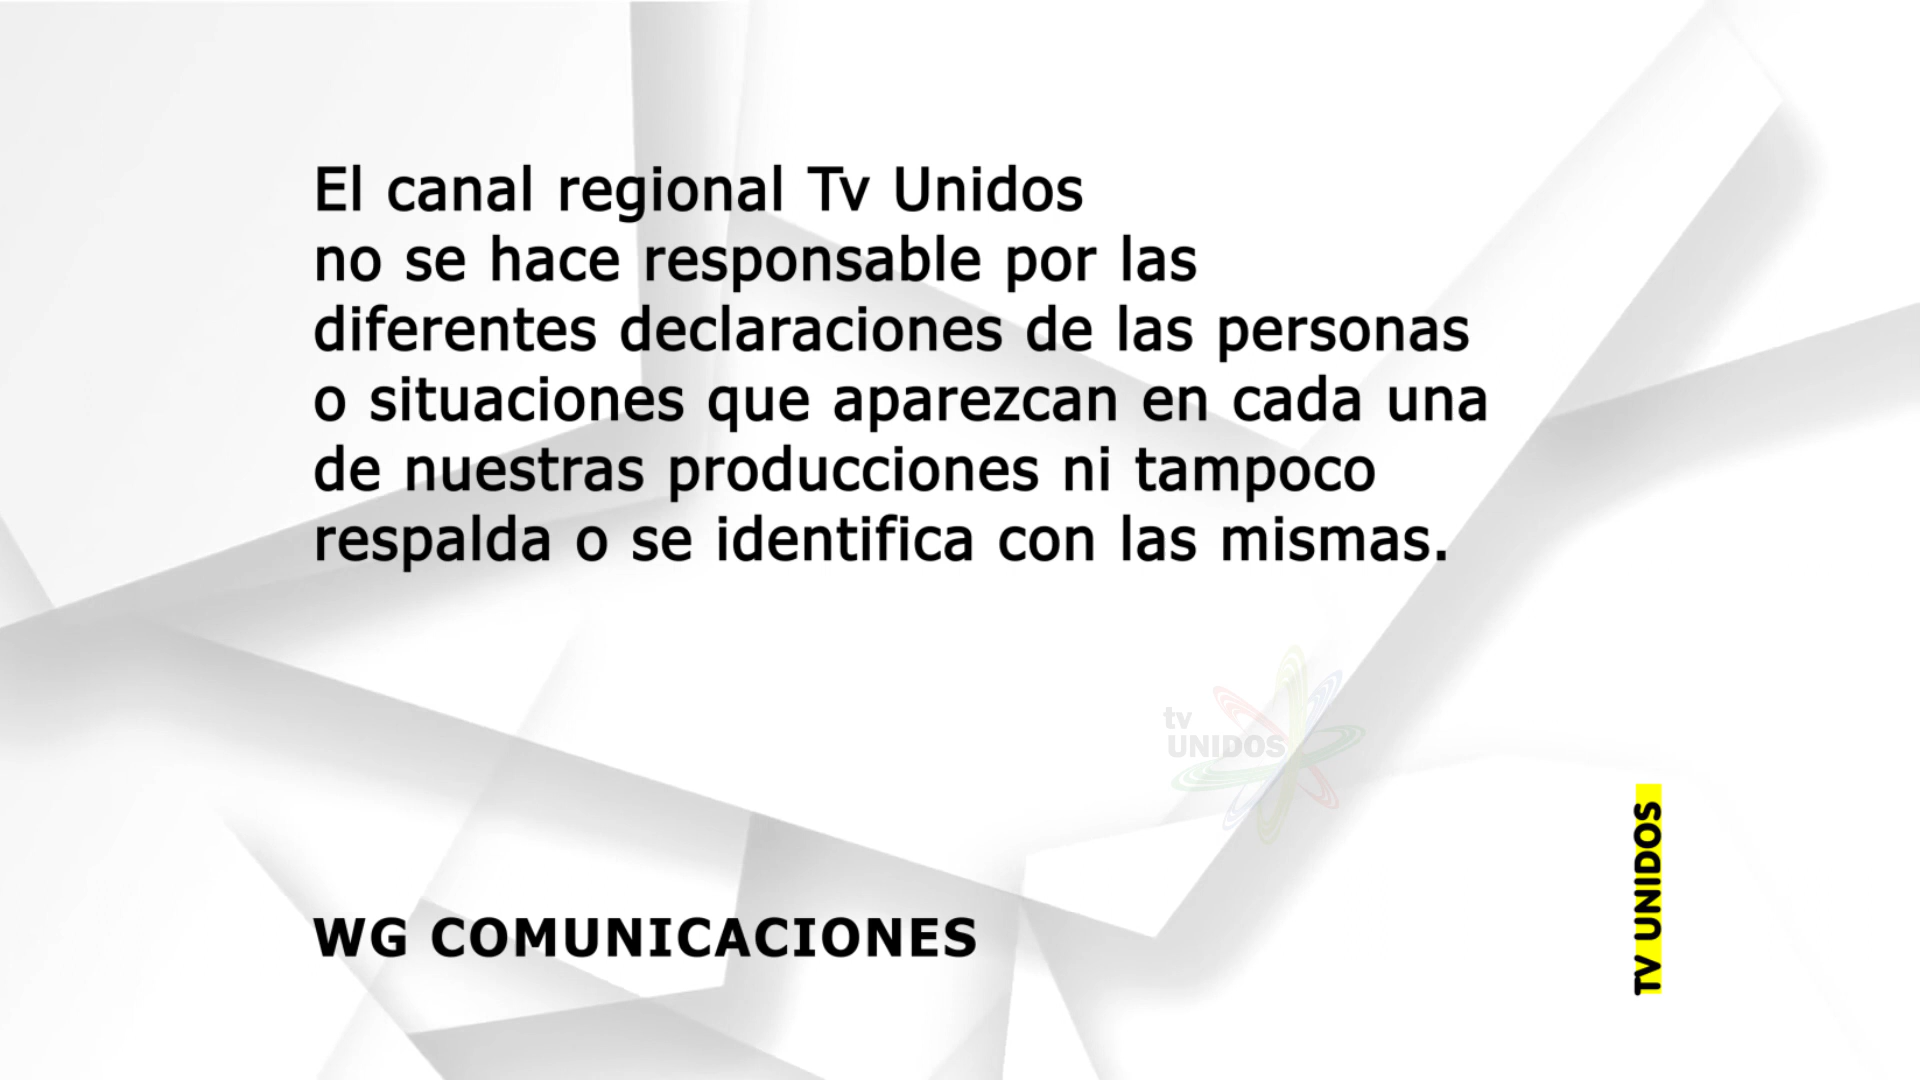 El canal regional Tv Unidos
no se hace responsable por las
diferentes declaraciones de las personas
o situaciones que aparezcan en cada una
de nuestras producciones ni tampoco
respalda o se identifica con las mismas.
tv
UNIDOS
TV UNIDOS
WG COMUNICACIONES